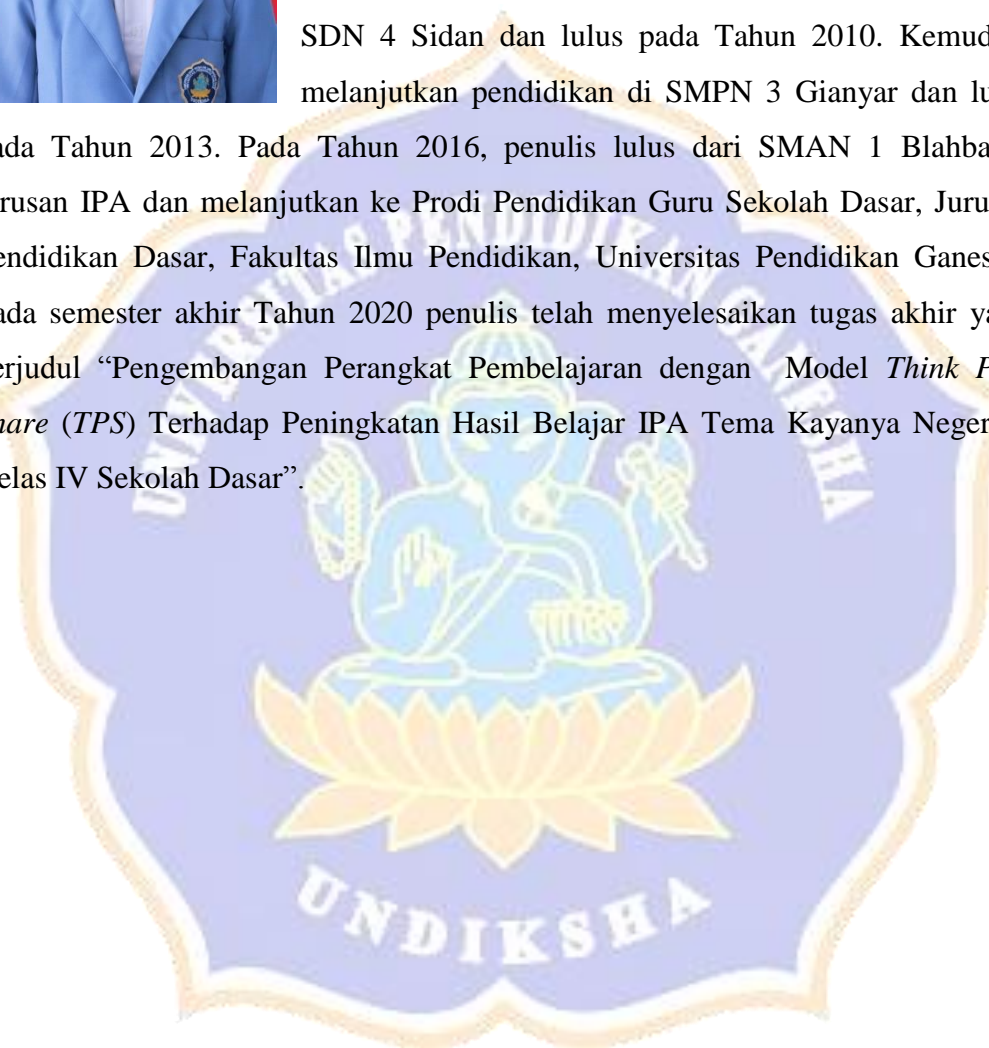 SDN 4 Sidan dan lulus pada Tahun 2010. Kemud
melanjutkan pendidikan di SMPN 3 Gianyar dan lu
ada Tahun 2013. Pada Tahun 2016, penulis lulus dari SMAN 1 Blahba
rusan IPA dan melanjutkan ke Prodi Pendidikan Guru Sekolah Dasar, Juru
endidikan Dasar, Fakultas Ilmu Pendidikan, Universitas Pendidikan Ganes
ada semester akhir Tahun 2020 penulis telah menyelesaikan tugas akhir ya
erjudul “Pengembangan Perangkat Pembelajaran dengan Model Think P
hare (TPS) Terhadap Peningkatan Hasil Belajar IPA Tema Kayanya Neger
elas IV Sekolah Dasar”.
UNIVERSITAS PENDIDIKAN GANESHA
UNDIKSHA